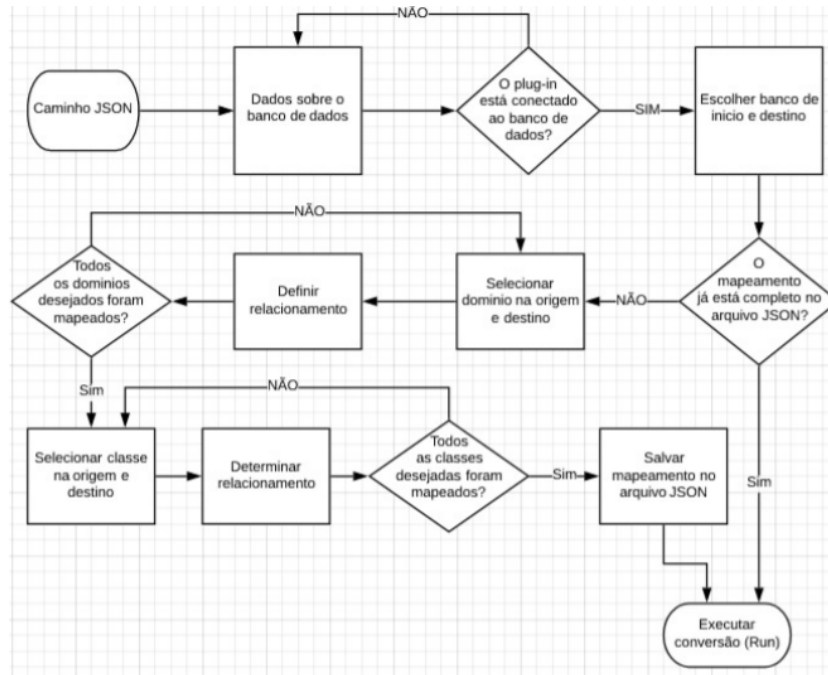 NÃO
Caminho JSON
Dados sobre o
banco de dados
O plug-in
está conectado
ao banco de
dados?
SIM
Escolher banco de
inicio e destino
NÃO
Todos
os dominios
desejados foram
mapeados?
Definir
relacionamento
Selecionar
dominio na origem
e destino
NÃO
O
mapeamento
já está completo no
arquivo JSON?
Sim
NÃO
Selecionar classe
na origem e
destino
Determinar
relacionamento
Todos
as classes
desejadas foram
mapeados?
Sim
Salvar
mapeamento no
arquivo JSON
Sim
Executar
conversão (Run)